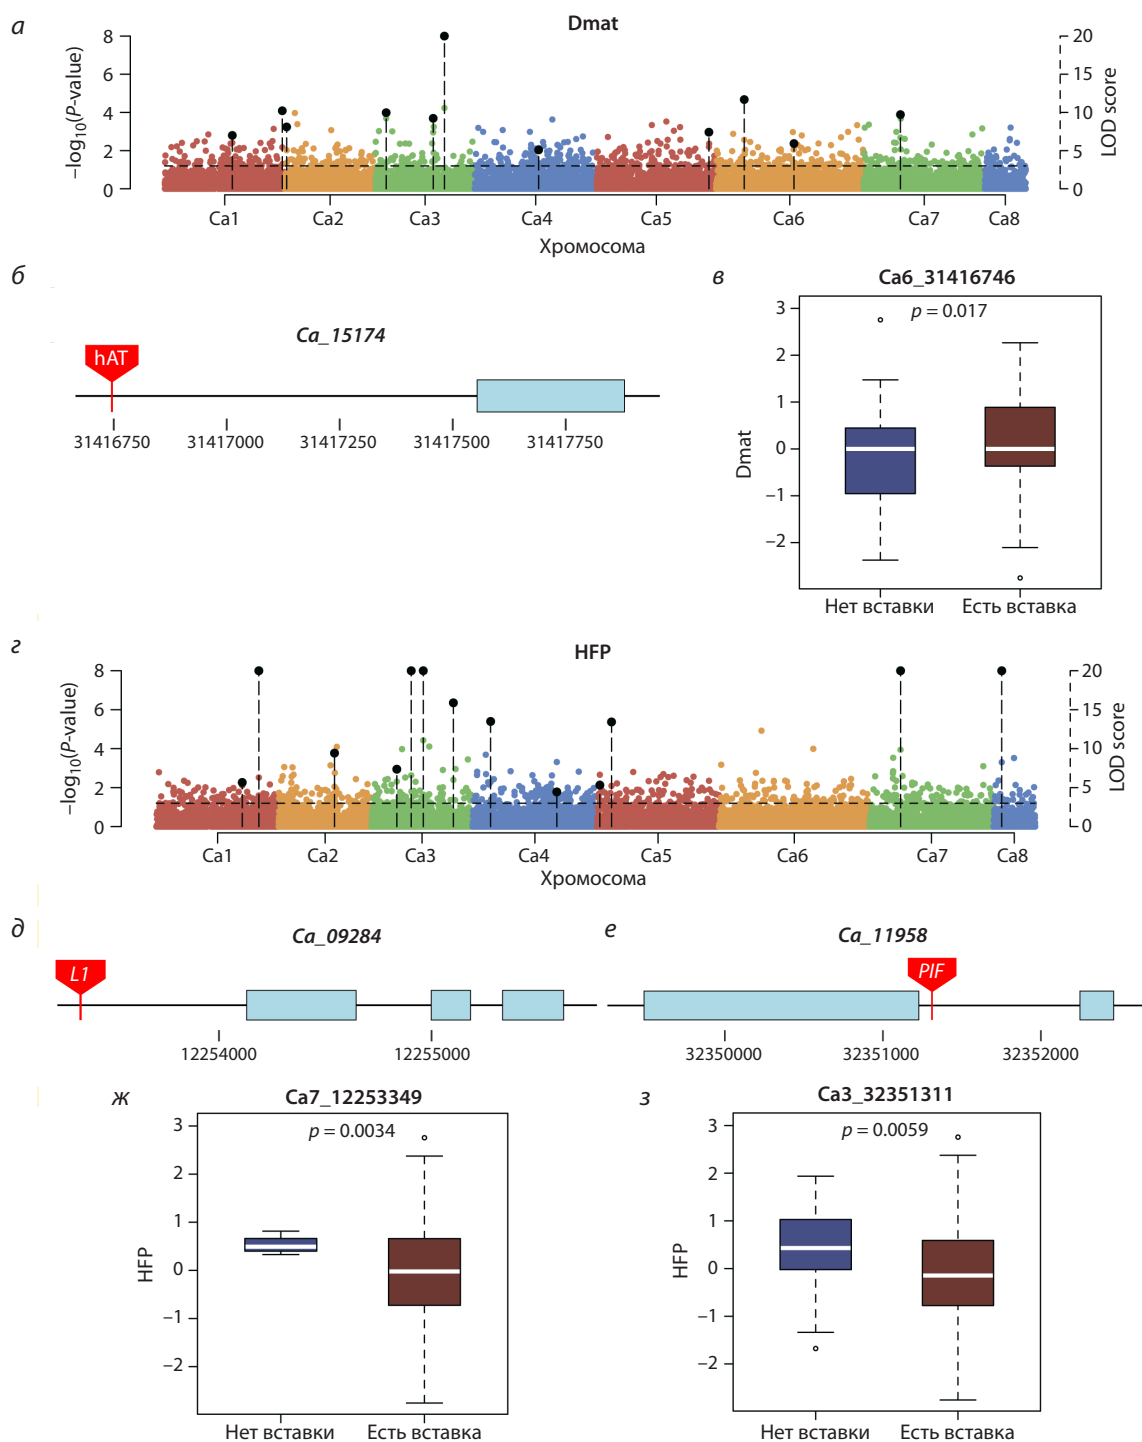 а
Dmat
8
6
4
2
0
−log10(P-value)
20
15
10
5
0
LOD score
Ca1 Ca2 Ca3 Ca4 Ca5 Ca6 Ca7 Ca8
Хромосома
б
Ca_15174
hAT
31416750 31417000 31417250 31417500 31417750
в
Ca6_31416746
p = 0.017
3
2
1
0
−1
−2
Dmat
Нет вставки Есть вставка
г
HFP
8
6
4
2
0
−log10(P-value)
20
15
10
5
0
LOD score
Ca1 Ca2 Ca3 Ca4 Ca5 Ca6 Ca7 Ca8
Хромосома
д
Ca_09284
L1
12254000 12255000
е
Ca_11958
PIF
32350000 32351000 32352000
ж
Ca7_12253349
p = 0.0034
3
2
1
0
−1
−2
HFP
Нет вставки Есть вставка
з
Ca3_32351311
p = 0.0059
3
2
1
0
−1
−2
HFP
Нет вставки Есть вставка